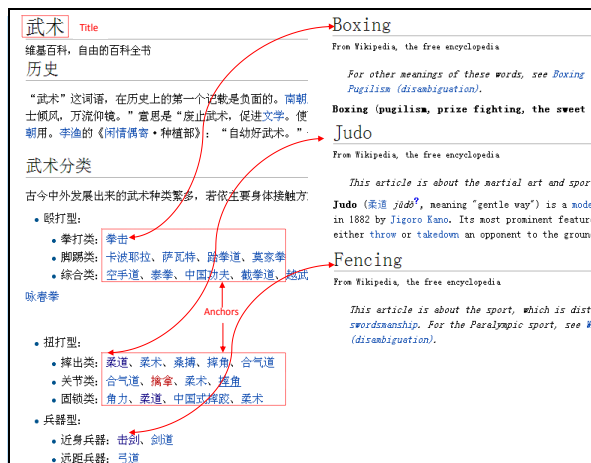 武术
Title
维基百科，自由的百科全书
历史
“武术”这词语，在历史上的第一个记载是负面的。南朝
士倾风，万流仰镜。”意思是“废止武术，促进文学。使
朝用。李渔的《闲情偶寄·种植部》：“自幼好武术。”
武术分类
古今中外发展出来的武术种类繁多，若依主要身体接触方
殴打型：
拳打类：拳击
脚踢类：卡波耶拉、萨瓦特、跆拳道、莫家拳
综合类：空手道、泰拳、中国功夫、截拳道、越武
咏春拳
Anchors
扭打型：
摔出类：柔道、柔术、桑搏、摔角、合气道
关节类：合气道、擒拿、柔术、摔角
固锁类：角力、柔道、中国式摔跤、柔术
兵器型：
近身兵器：击剑、剑道
远距兵器：弓道
Boxing
From Wikipedia, the free encyclopedia
For other meanings of these words, see Boxing
Pugilism (disambiguation).
Boxing (pugilism, prize fighting, the sweet
Judo
From Wikipedia, the free encyclopedia
This article is about the martial art and spor
Judo (柔道 jūdō?, meaning "gentle way") is a mode
in 1882 by Jigoro Kano. Its most prominent featur
either throw or takedown an opponent to the groun
Fencing
From Wikipedia, the free encyclopedia
This article is about the sport, which is dist
swordsmanship. For the Paralympic sport, see W
(disambiguation).